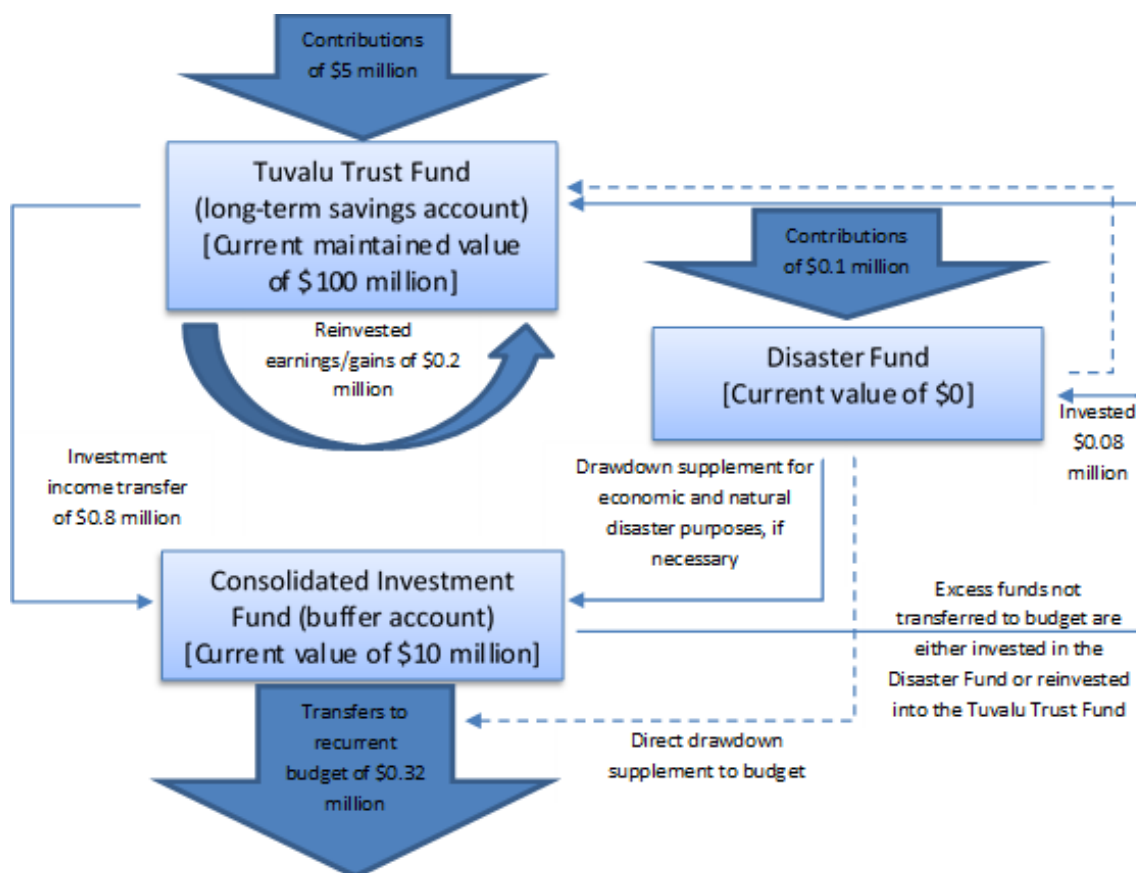 Contributions
of $5 million
Tuvalu Trust Fund
(long-term savings account)
[Current maintained value
of $100 million]
Contributions
of $0.1 million
Reinvested
earnings/gains of $0.2
million
Disaster Fund
[Current value of $0]
Invested
$0.08
million
Investment
income transfer
of $0.8 million
Drawdown supplement for
economic and natural
disaster purposes, if
necessary
Consolidated Investment
Fund (buffer account)
[Current value of $10 million]
Excess funds not
transferred to budget are
either invested in the
Disaster Fund or reinvested
into the Tuvalu Trust Fund
Transfers to
recurrent
budget of $0.32
million
Direct drawdown
supplement to budget